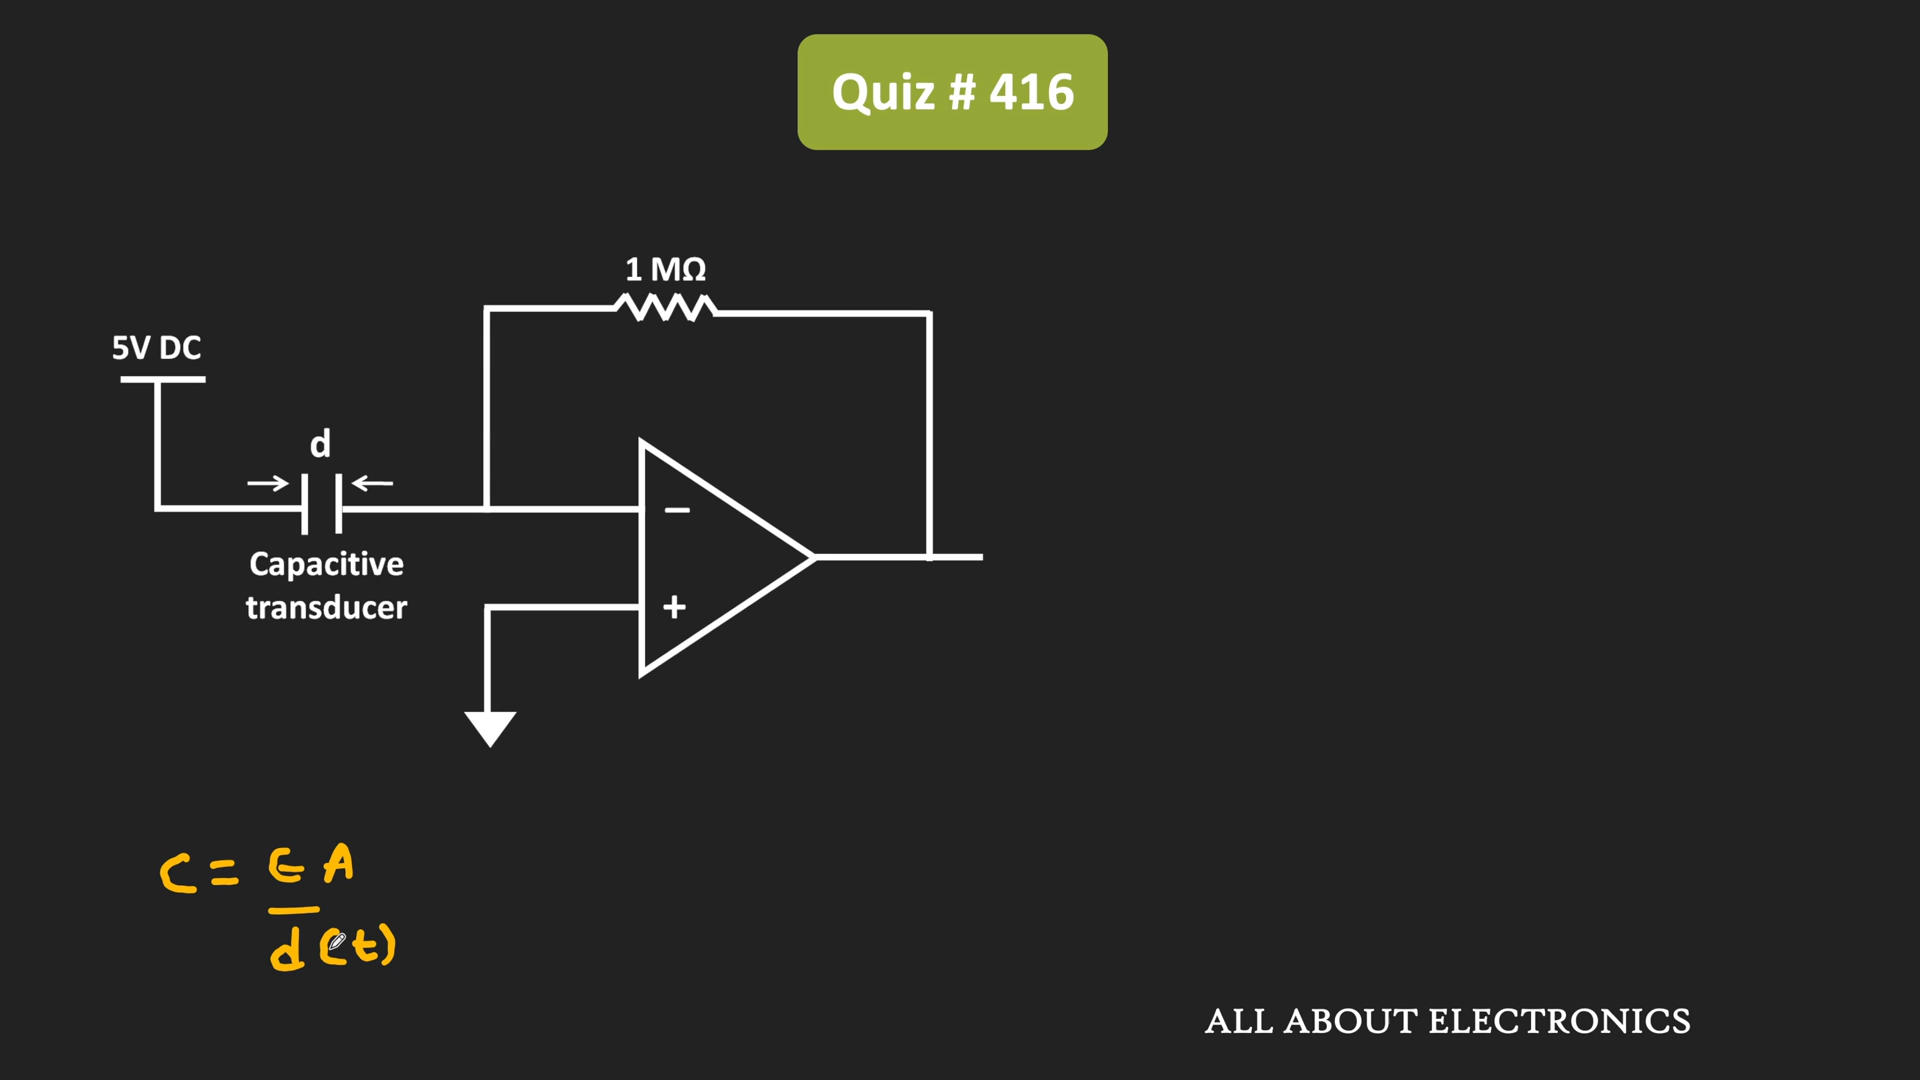 Quiz # 416
1 MΩ
5V DC
d
Capacitive
transducer
−
+
C = ∈ A
d(t)
ALL ABOUT ELECTRONICS